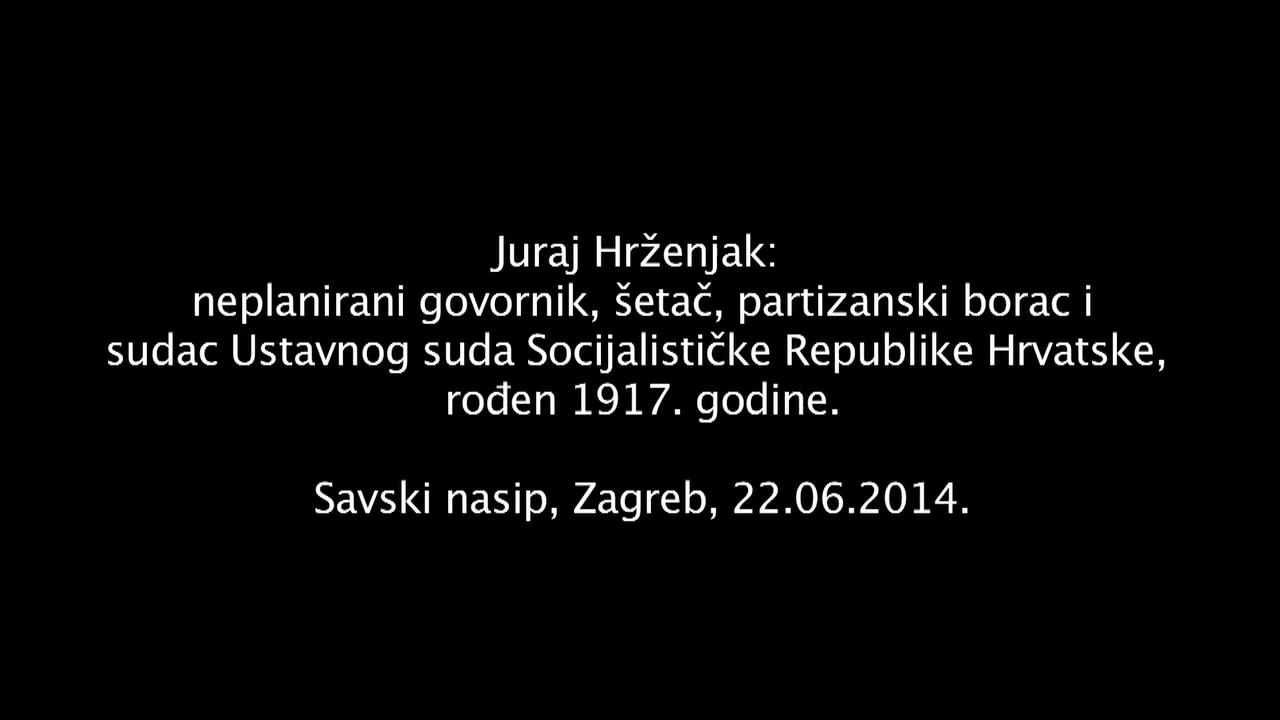 Juraj Hrženjak:
neplanirani govornik, šetač, partizanski borac i
sudac Ustavnog suda Socijalističke Republike Hrvatske,
rođen 1917. godine.
Savski nasip, Zagreb, 22.06.2014.